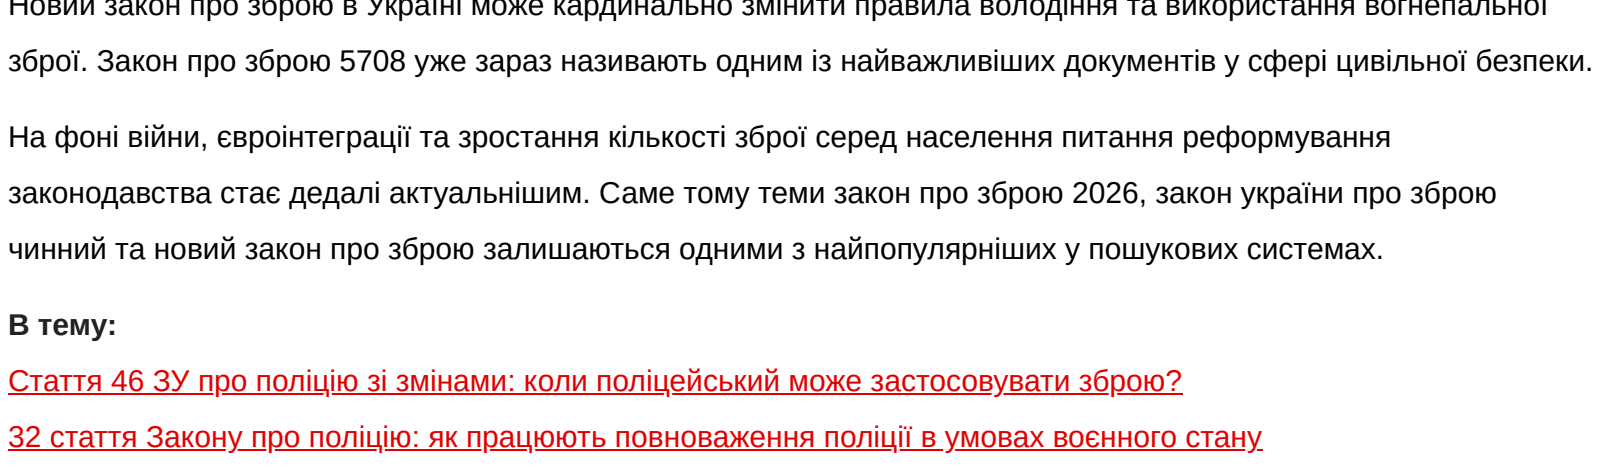 Новий закон про зброю в Україні може кардинально змінити правила володіння та використання вогнепальної
зброї. Закон про зброю 5708 уже зараз називають одним із найважливіших документів у сфері цивільної безпеки.
На фоні війни, євроінтеграції та зростання кількості зброї серед населення питання реформування
законодавства стає дедалі актуальнішим. Саме тому теми закон про зброю 2026, закон україни про зброю
чинний та новий закон про зброю залишаються одними з найпопулярніших у пошукових системах.
В тему:
Стаття 46 ЗУ про поліцію зі змінами: коли поліцейський може застосовувати зброю?
32 стаття Закону про поліцію: як працюють повноваження поліції в умовах воєнного стану